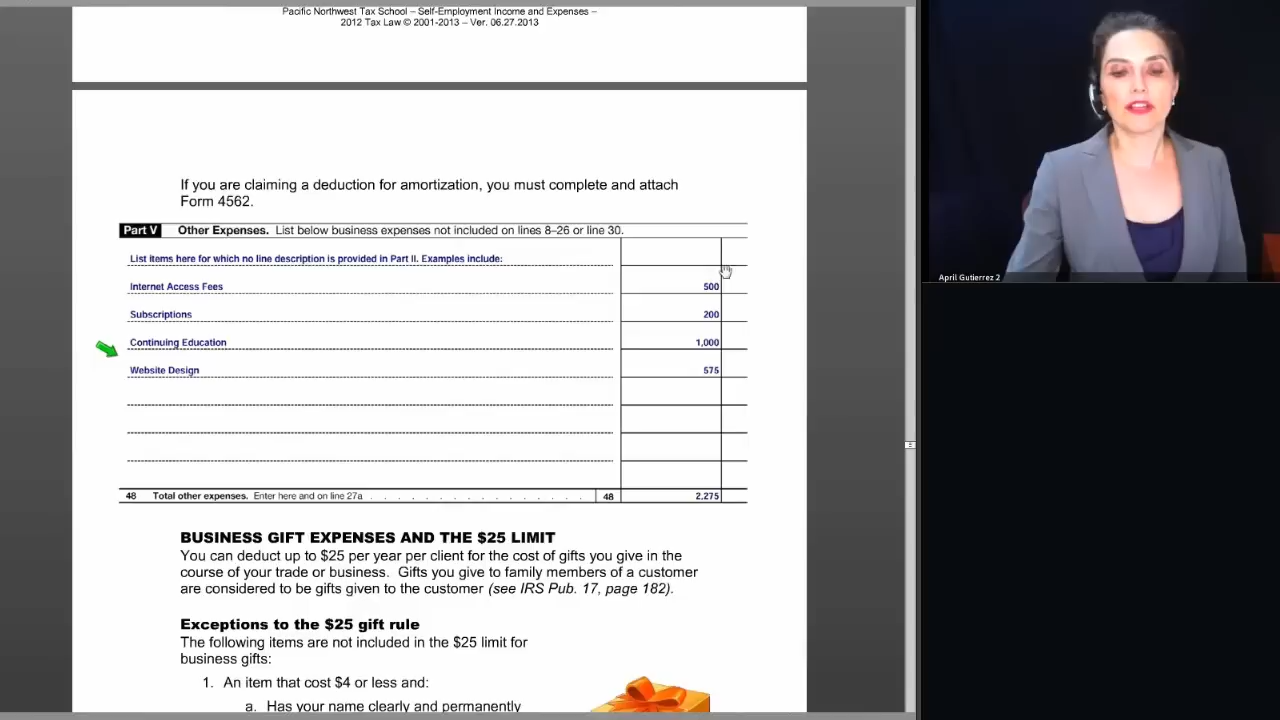 Pacific Northwest Tax School – Self-Employment Income and Expenses –
2012 Tax Law © 2001-2013 – Ver. 06.27.2013
If you are claiming a deduction for amortization, you must complete and attach
Form 4562.
Part V Other Expenses. List below business expenses not included on lines 8–26 or line 30.
List items here for which no line description is provided in Part II. Examples include:
Internet Access Fees 500
Subscriptions 200
Continuing Education 1,000
Website Design 575
48 Total other expenses. Enter here and on line 27a . . . . . . . . . . . . . . . . 48 2,275
BUSINESS GIFT EXPENSES AND THE $25 LIMIT
You can deduct up to $25 per year per client for the cost of gifts you give in the
course of your trade or business. Gifts you give to family members of a customer
are considered to be gifts given to the customer (see IRS Pub. 17, page 182).
Exceptions to the $25 gift rule
The following items are not included in the $25 limit for
business gifts:
1. An item that cost $4 or less and:
a. Has your name clearly and permanently
April Gutierrez 2